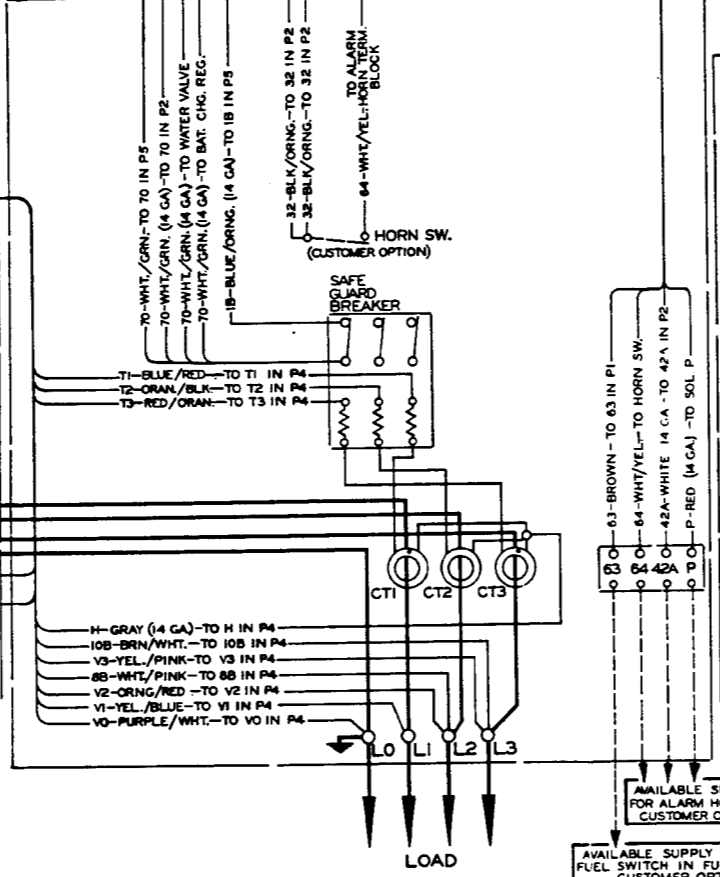 70-WHT./GRN.-TO 70 IN P5
70-WHT./GRN. (14 GA)-TO 70 IN P2
70-WHT./GRN. (14 GA)-TO WATER VALVE
70-WHT./GRN. (14 GA)-TO BAT. CHG. REG.
1B-BLUE/ORNG. (14 GA)-TO 1B IN P5
32-BLK/ORNG.-TO 32 IN P2
32-BLK/ORNG.-TO 32 IN P2
TO ALARM
64-WHT/YEL-HORN TERM.
BLOCK
HORN SW.
(CUSTOMER OPTION)
SAFE
GUARD
BREAKER
T1-BLUE/RED-TO T1 IN P4
T2-ORAN./BLK-TO T2 IN P4
T3-RED/ORAN.-TO T3 IN P4
63-BROWN-TO 63 IN P1
64-WHT/YEL.-TO HORN SW.
42A-WHITE 14 GA-TO 42A IN P2
P-RED (14 GA.)-TO SOL P
63 64 42A P
CT1 CT2 CT3
H-GRAY (14 GA)-TO H IN P4
10B-BRN/WHT.-TO 10B IN P4
V3-YEL./PINK-TO V3 IN P4
8B-WHT/PINK-TO 8B IN P4
V2-ORNG/RED-TO V2 IN P4
V1-YEL./BLUE-TO V1 IN P4
V0-PURPLE/WHT.-TO V0 IN P4
L0 L1 L2 L3
LOAD
AVAILABLE
FOR ALARM
CUSTOMER
AVAILABLE SUPPLY
FUEL SWITCH IN